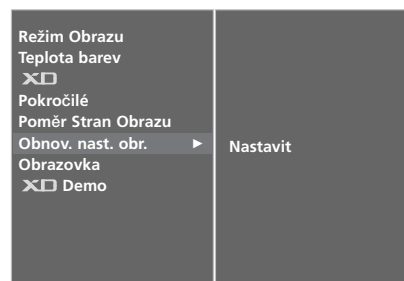 Režim Obrazu
Teplota barev
XD
Pokročilé
Poměr Stran Obrazu
Obnov. nast. obr. ►
Nastavit
Obrazovka
XD Demo